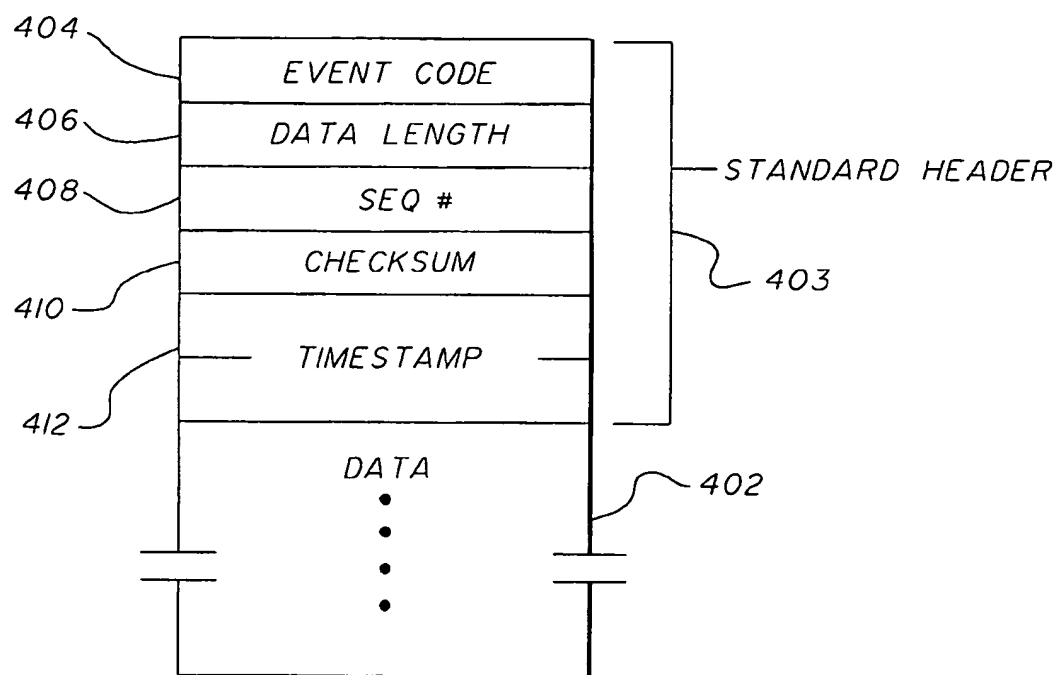 404
EVENT CODE
406
DATA LENGTH
STANDARD HEADER
408
SEQ #
CHECKSUM
403
410
TIMESTAMP
412
DATA
402